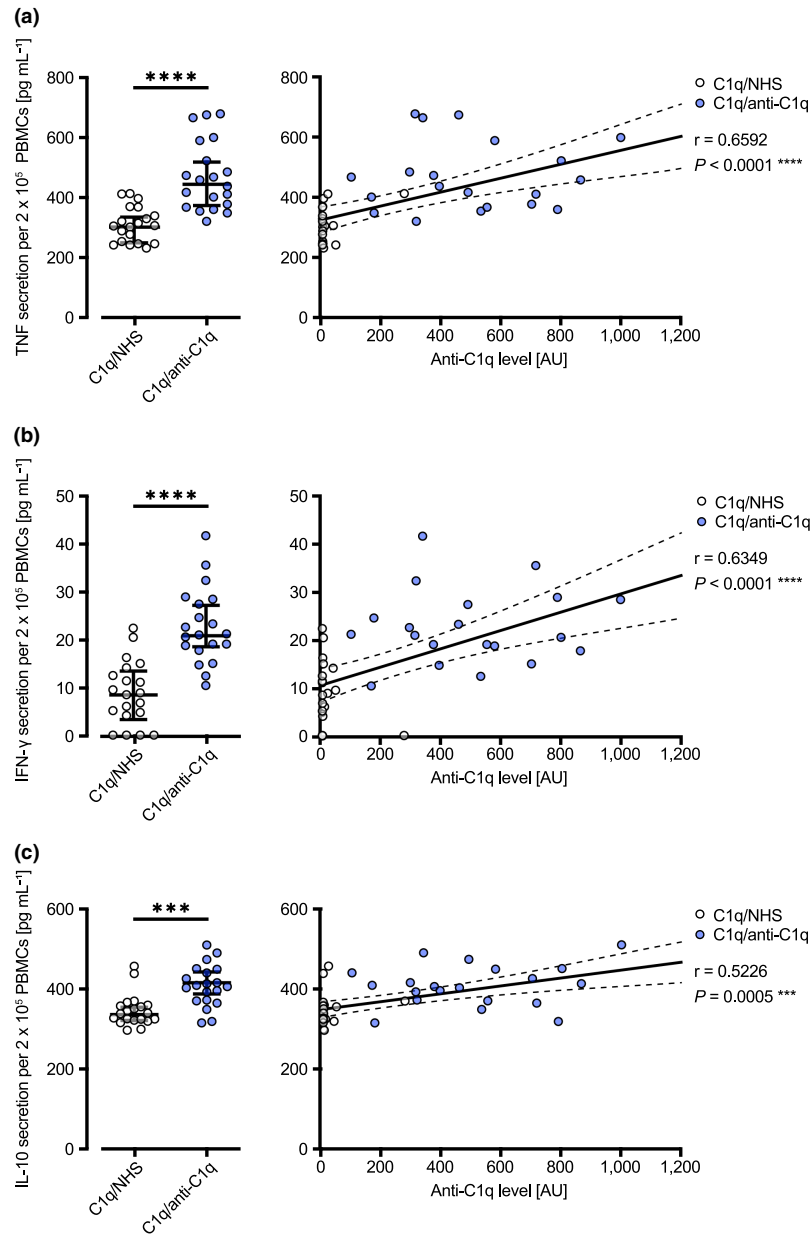 (a)
TNF secretion per 2 x 10⁵ PBMCs [pg mL⁻¹]
800
600
400
200
0
****
C1q/NHS
C1q/anti-C1q
800
600
400
200
0
0
200
400
600
800
1,000
1,200
Anti-C1q level [AU]
C1q/NHS
C1q/anti-C1q
r = 0.6592
P < 0.0001 ****
(b)
IFN-γ secretion per 2 x 10⁵ PBMCs [pg mL⁻¹]
50
40
30
20
10
0
****
C1q/NHS
C1q/anti-C1q
50
40
30
20
10
0
0
200
400
600
800
1,000
1,200
Anti-C1q level [AU]
C1q/NHS
C1q/anti-C1q
r = 0.6349
P < 0.0001 ****
(c)
IL-10 secretion per 2 x 10⁵ PBMCs [pg mL⁻¹]
600
400
200
0
***
C1q/NHS
C1q/anti-C1q
600
400
200
0
0
200
400
600
800
1,000
1,200
Anti-C1q level [AU]
C1q/NHS
C1q/anti-C1q
r = 0.5226
P = 0.0005 ***